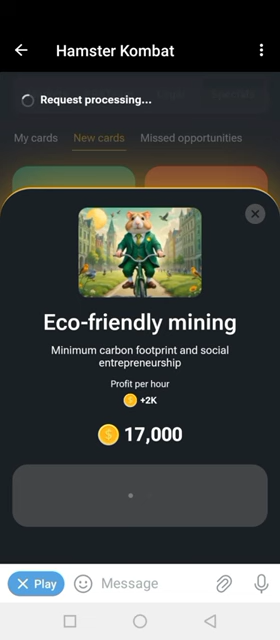 Hamster Kombat
Request processing...
My cards New cards Missed opportunities
Eco-friendly mining
Minimum carbon footprint and social
entrepreneurship
Profit per hour
+2K
17,000
Play
Message